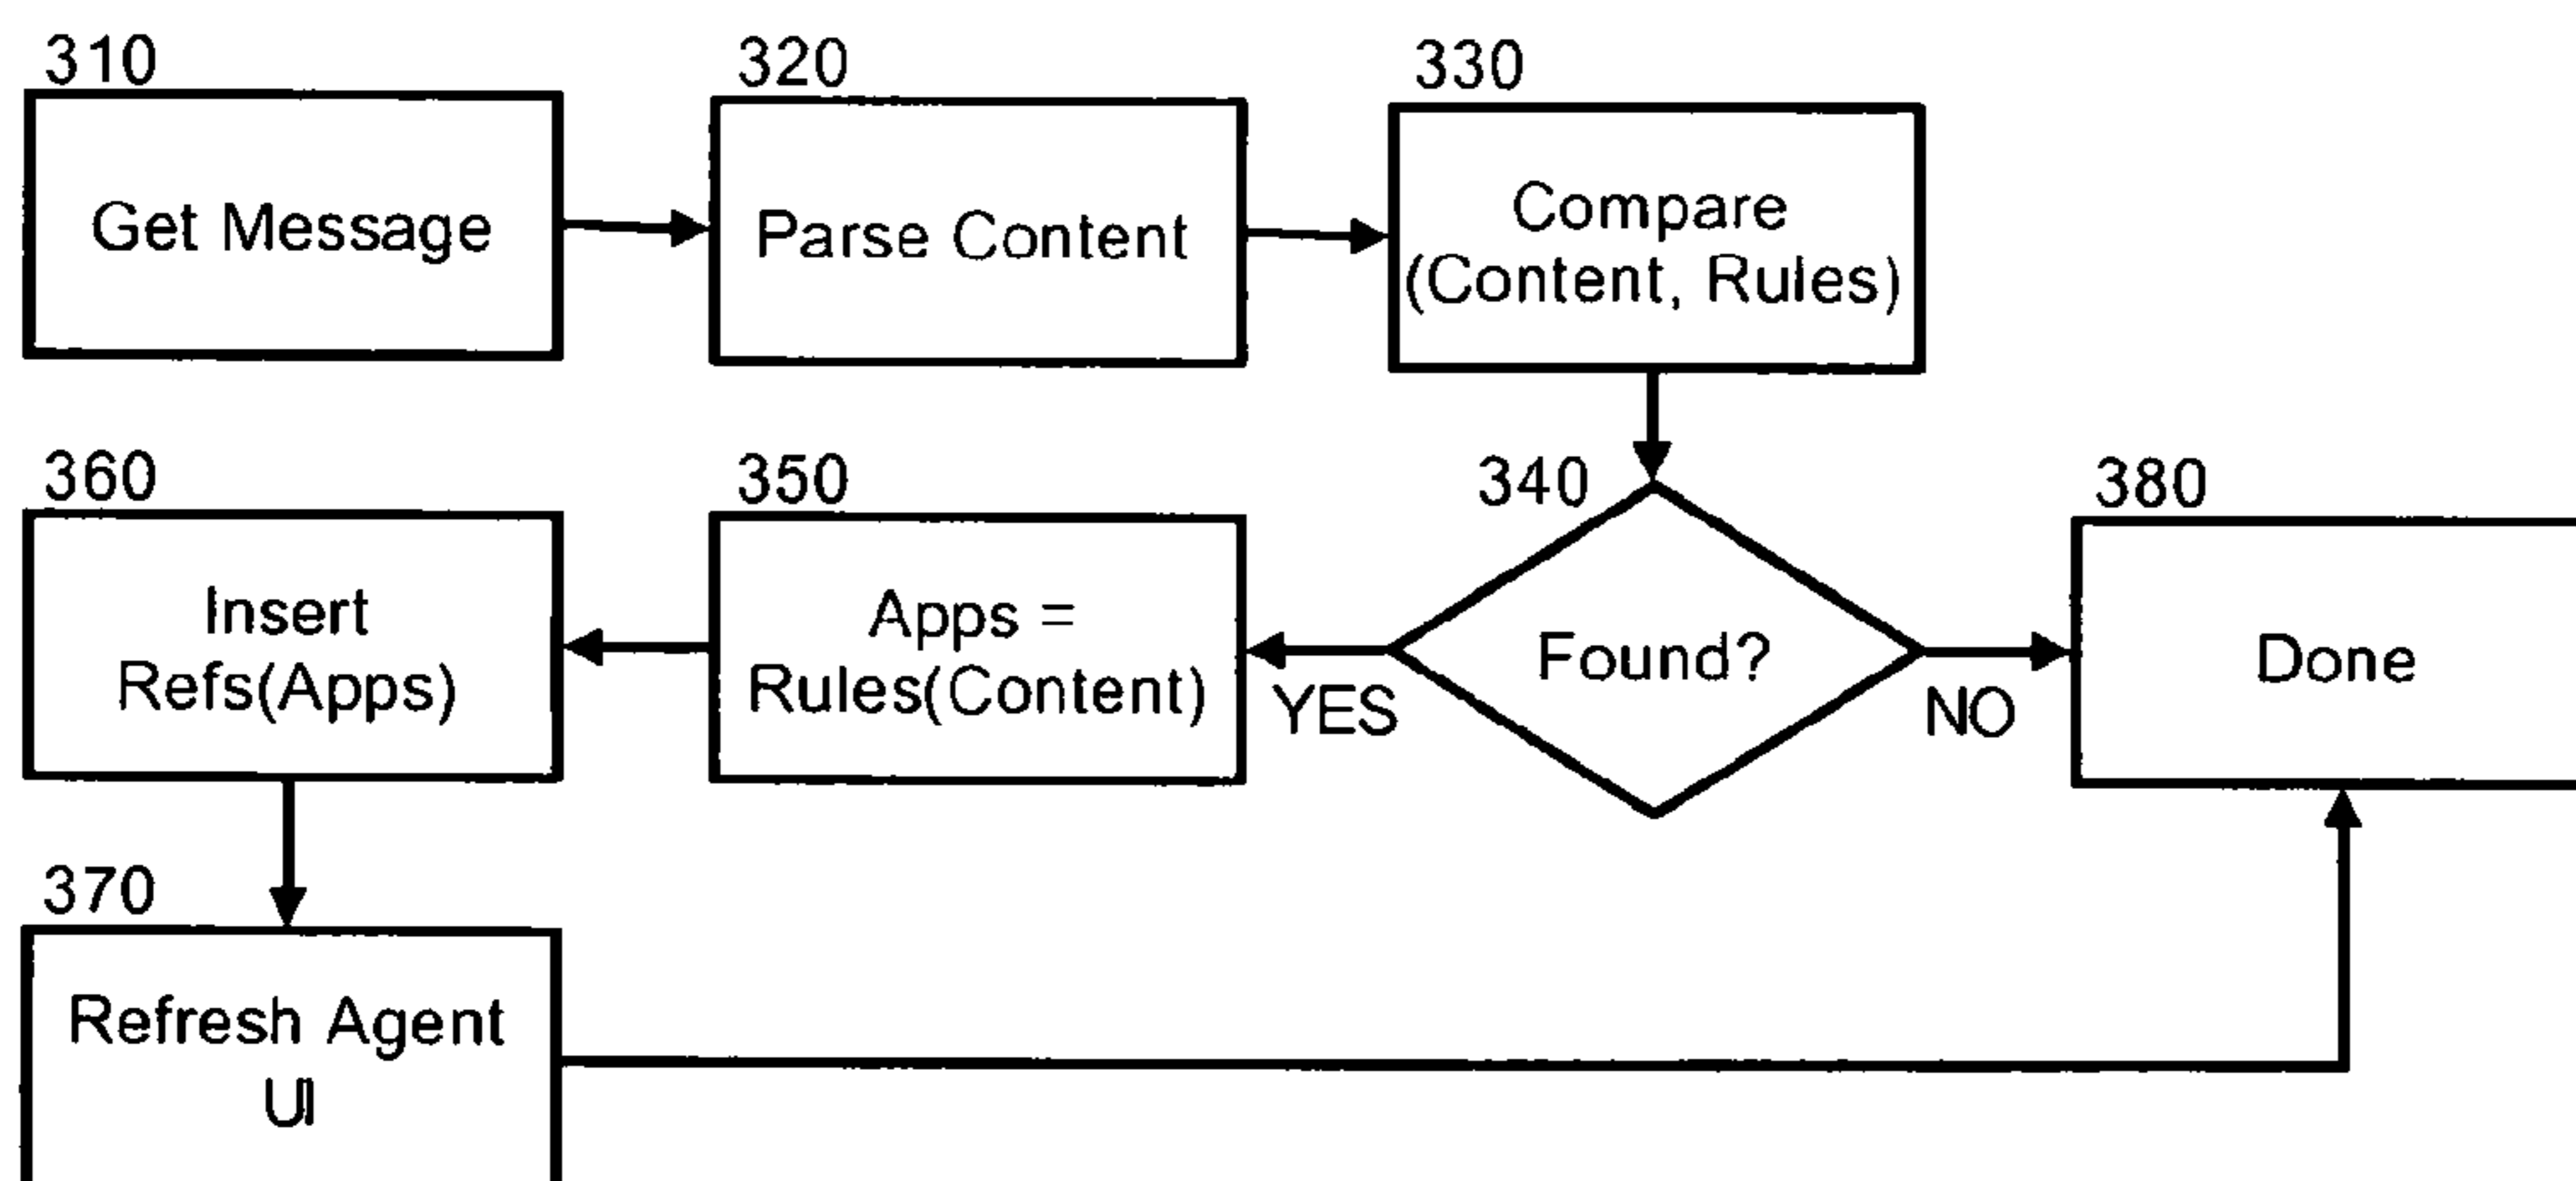 310
Get Message
320
Parse Content
330
Compare
(Content, Rules)
340
Found?
YES
NO
350
Apps =
Rules(Content)
360
Insert
Refs(Apps)
370
Refresh Agent
UI
380
Done